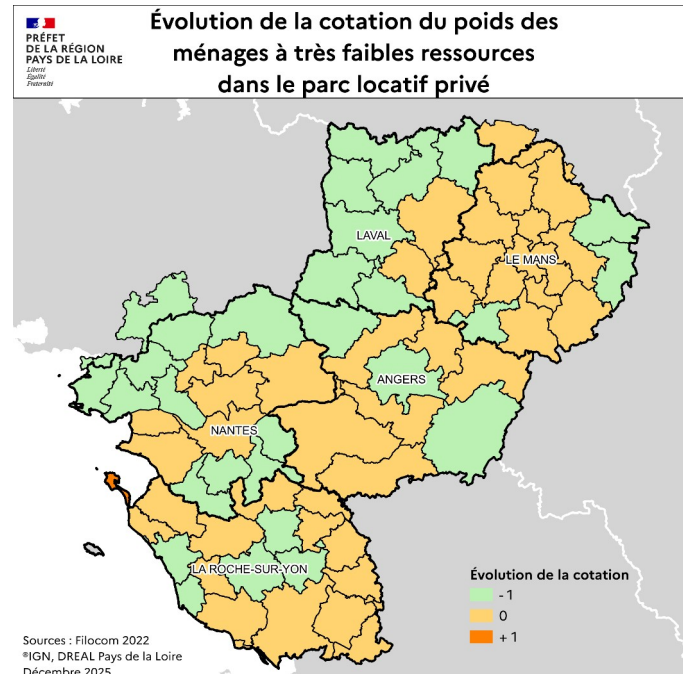 Évolution de la cotation du poids des
ménages à très faibles ressources
dans le parc locatif privé
PRÉFET
DE LA RÉGION
PAYS DE LA LOIRE
Liberté
Égalité
Fraternité
LAVAL
LE MANS
ANGERS
NANTES
LA ROCHE-SUR-YON
Évolution de la cotation
- 1
0
+ 1
Sources : Filocom 2022
®IGN, DREAL Pays de la Loire
Décembre 2025